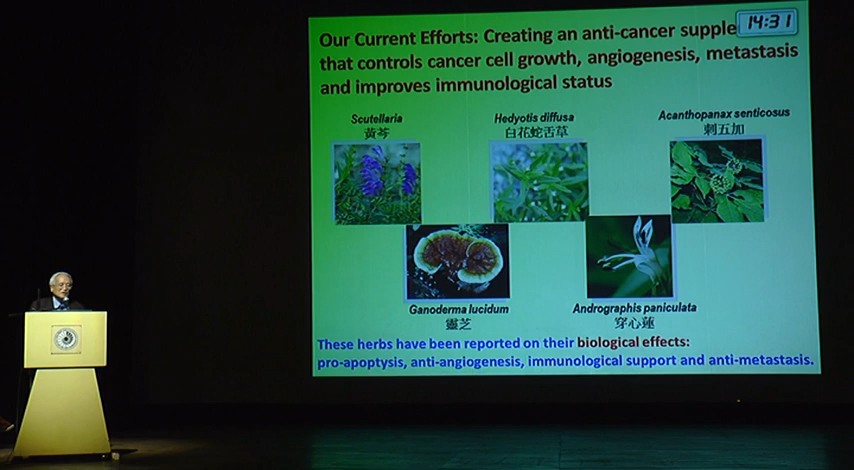 14:31
Our Current Efforts: Creating an anti-cancer
that controls cancer cell growth, angiogenesis, metastasis
and improves immunological status
Scutellaria
黃芩
Hedyotis diffusa
白花蛇舌草
Acanthopanax senticosus
刺五加
Ganoderma lucidum
靈芝
Andrographis paniculata
穿心蓮
These herbs have been reported on their biological effects:
pro-apoptysis, anti-angiogenesis, immunological support and anti-metastasis.